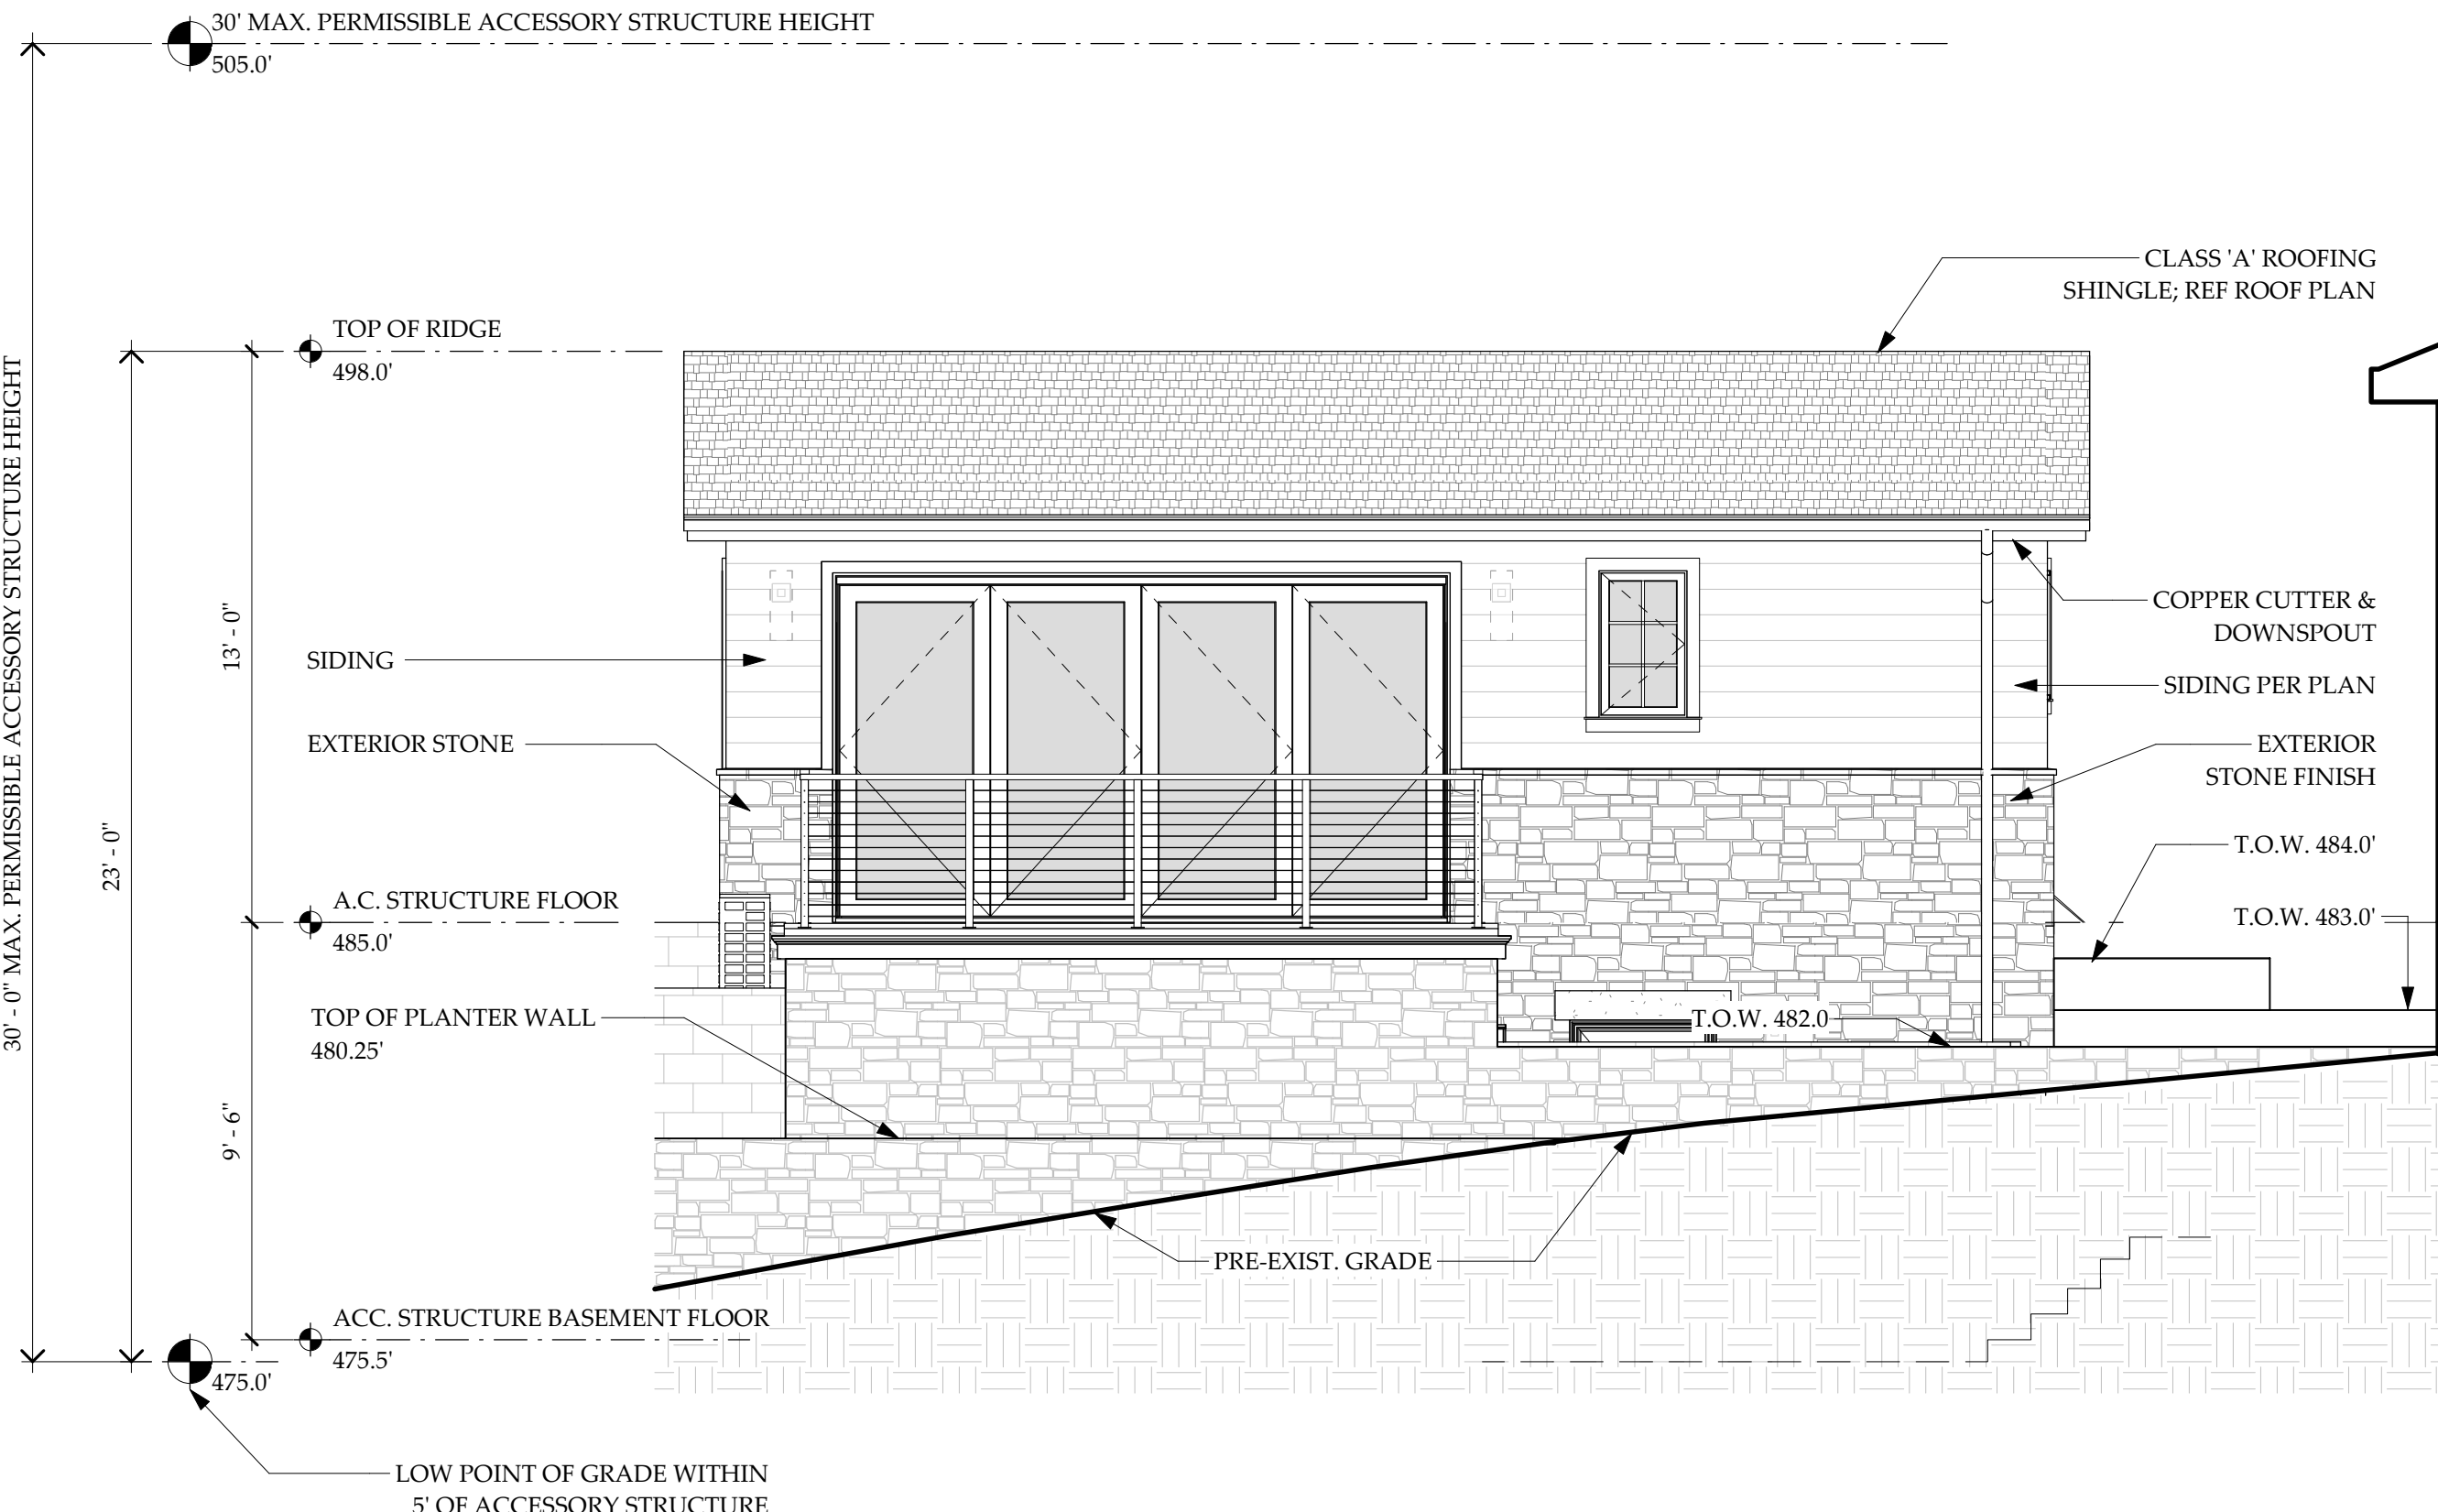 30' MAX. PERMISSIBLE ACCESSORY STRUCTURE HEIGHT
505.0'
CLASS 'A' ROOFING
SHINGLE; REF ROOF PLAN
TOP OF RIDGE
498.0'
30' - 0" MAX. PERMISSIBLE ACCESSORY STRUCTURE HEIGHT
23' - 0"
13' - 0"
9' - 6"
COPPER CUTTER &
DOWNSPOUT
SIDING
SIDING PER PLAN
EXTERIOR STONE
EXTERIOR
STONE FINISH
T.O.W. 484.0'
A.C. STRUCTURE FLOOR
485.0'
T.O.W. 483.0'
TOP OF PLANTER WALL
480.25'
T.O.W. 482.0
PRE-EXIST. GRADE
ACC. STRUCTURE BASEMENT FLOOR
475.5'
475.0'
LOW POINT OF GRADE WITHIN
5' OF ACCESSORY STRUCTURE